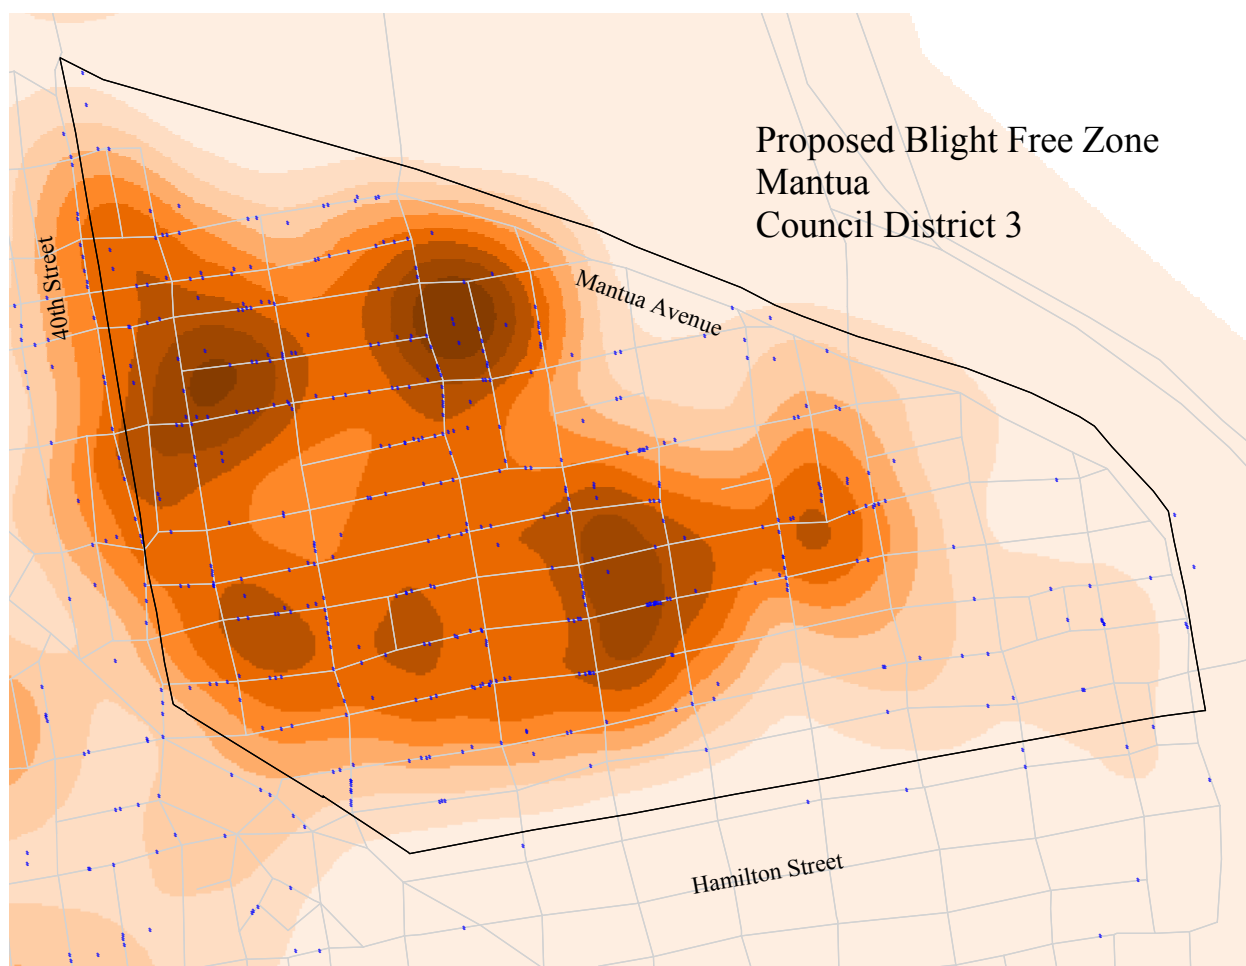 Proposed Blight Free Zone
Mantua
Council District 3
40th Street
Mantua Avenue
Hamilton Street